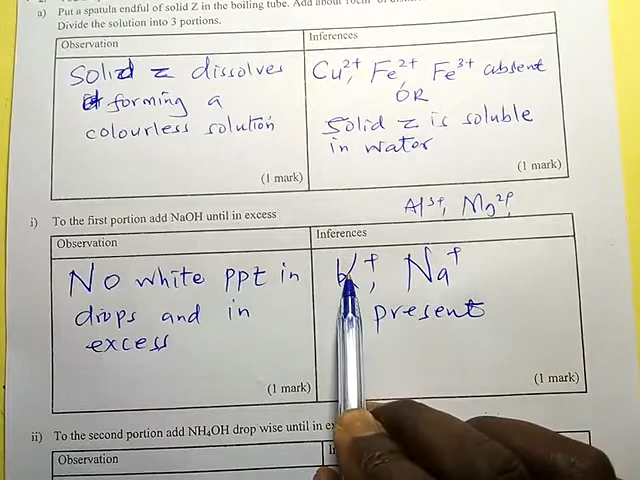 a) Put a spatula endful of solid Z in the boiling tube. Add about 10cm³ of
Divide the solution into 3 portions.
Observation
Inferences
Solid Z dissolves
forming a
colourless solution
(1 mark)
Cu²⁺, Fe²⁺, Fe³⁺ absent
OR
Solid Z is soluble
in water
(1 mark)
Al³⁺, Mg²⁺,
i) To the first portion add NaOH until in excess
Observation
Inferences
No white ppt in
drops and in
excess
(1 mark)
K⁺, Na⁺
present
(1 mark)
ii) To the second portion add NH₄OH drop wise until in
Observation